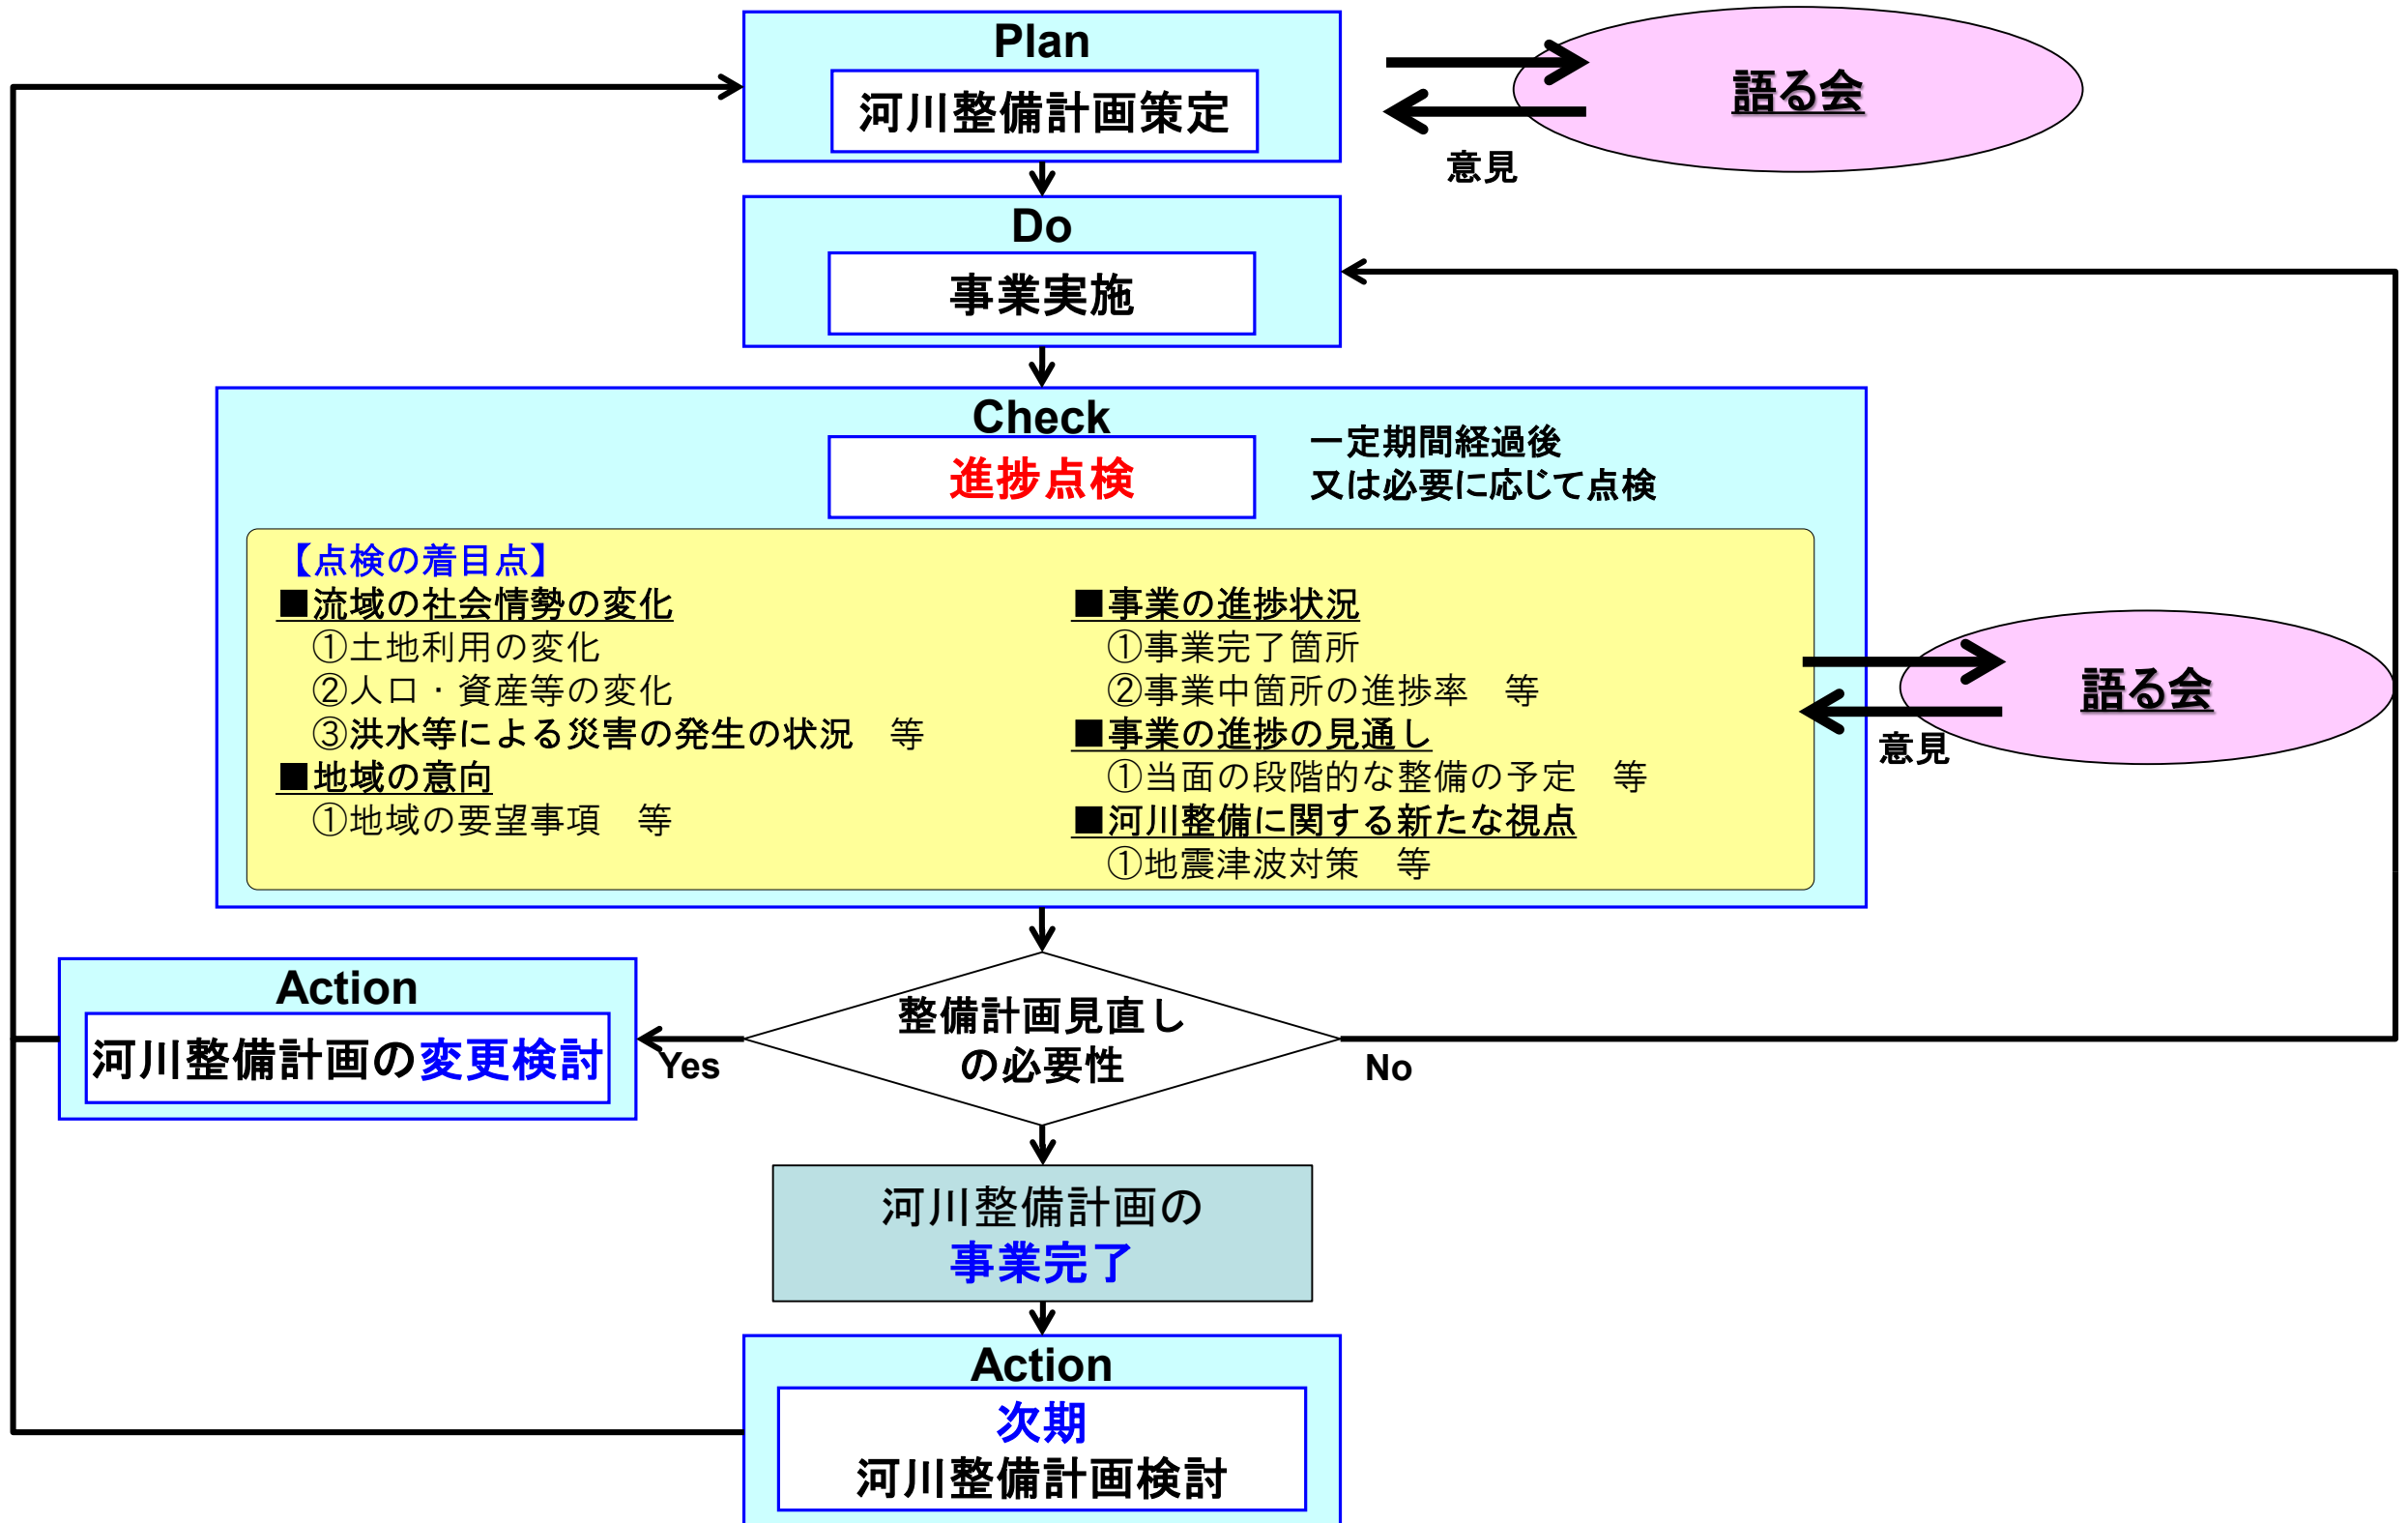 Plan
河川整備計画策定
語る会
意見
Do
事業実施
Check
進捗点検
一定期間経過後
又は必要に応じて点検
【点検の着目点】
■流域の社会情勢の変化
①土地利用の変化
②人口・資産等の変化
③洪水等による災害の発生の状況　等
■地域の意向
①地域の要望事項　等
■事業の進捗状況
①事業完了箇所
②事業中箇所の進捗率　等
■事業の進捗の見通し
①当面の段階的な整備の予定　等
■河川整備に関する新たな視点
①地震津波対策　等
語る会
意見
Action
河川整備計画の変更検討
Yes
整備計画見直し
の必要性
No
河川整備計画の
事業完了
Action
次期
河川整備計画検討